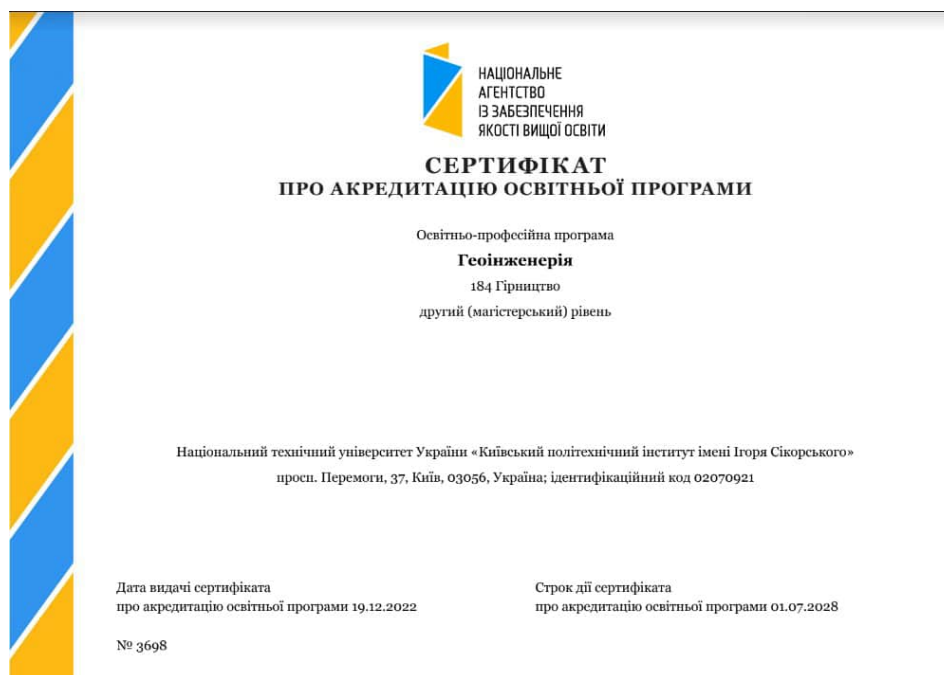 НАЦІОНАЛЬНЕ
АГЕНТСТВО
ІЗ ЗАБЕЗПЕЧЕННЯ
ЯКОСТІ ВИЩОЇ ОСВІТИ
СЕРТИФІКАТ
ПРО АКРЕДИТАЦІЮ ОСВІТНЬОЇ ПРОГРАМИ
Освітньо-професійна програма
Геоінженерія
184 Гірництво
другий (магістерський) рівень
Національний технічний університет України «Київський політехнічний інститут імені Ігоря Сікорського»
просп. Перемоги, 37, Київ, 03056, Україна; ідентифікаційний код 02070921
Дата видачі сертифіката
про акредитацію освітньої програми 19.12.2022
Строк дії сертифіката
про акредитацію освітньої програми 01.07.2028
№ 3698